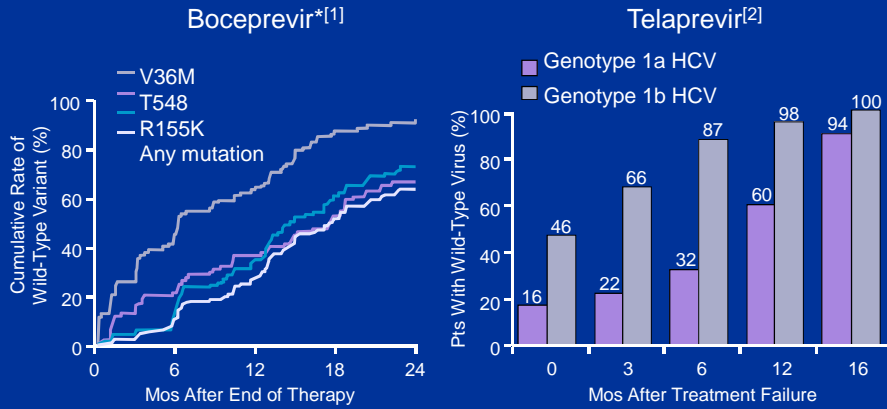 Boceprevir*[1]
V36M
T548
R155K
Any mutation
Cumulative Rate of
Wild-Type Variant (%)
100
80
60
40
20
0
0 6 12 18 24
Mos After End of Therapy
Telaprevir[2]
Genotype 1a HCV
Genotype 1b HCV
Pts With Wild-Type Virus (%)
100
80
60
40
20
0
16 46 22 66 32 87 60 98 94 100
0 3 6 12 16
Mos After Treatment Failure